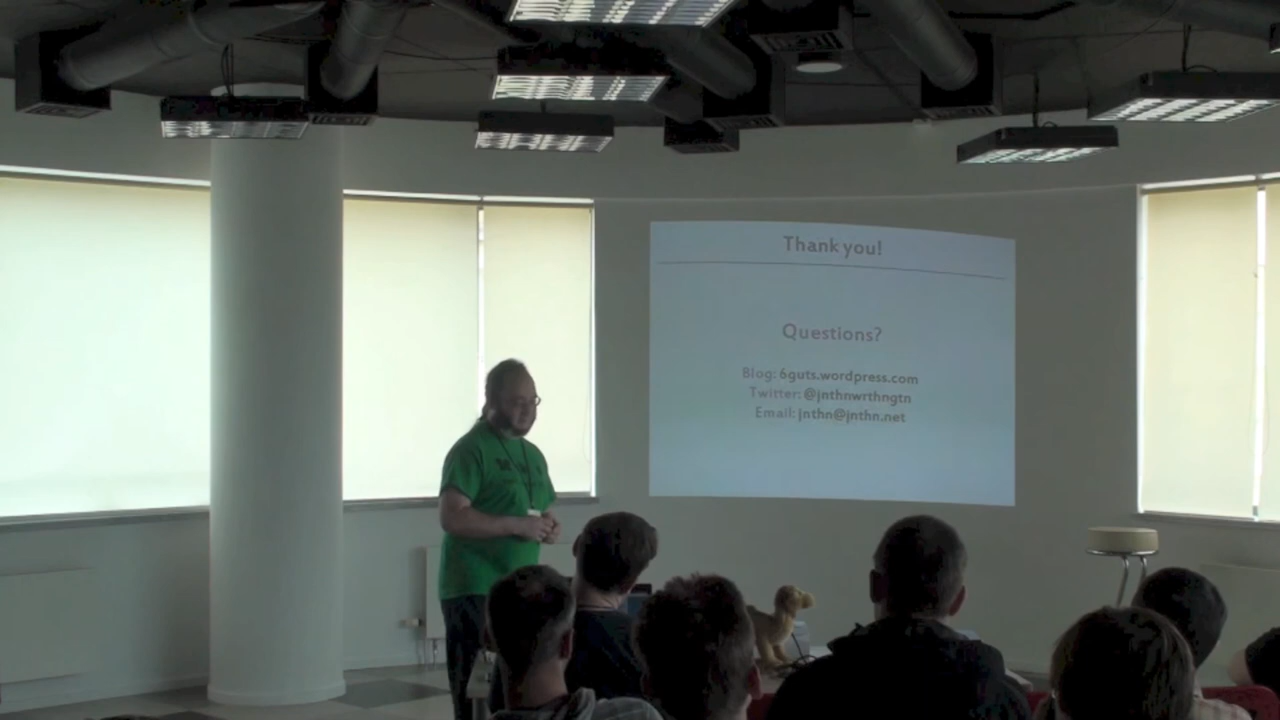 Thank you!
Questions?
Blog: 6guts.wordpress.com
Twitter: @jnthnwrthngtn
Email: jnthn@jnthn.net